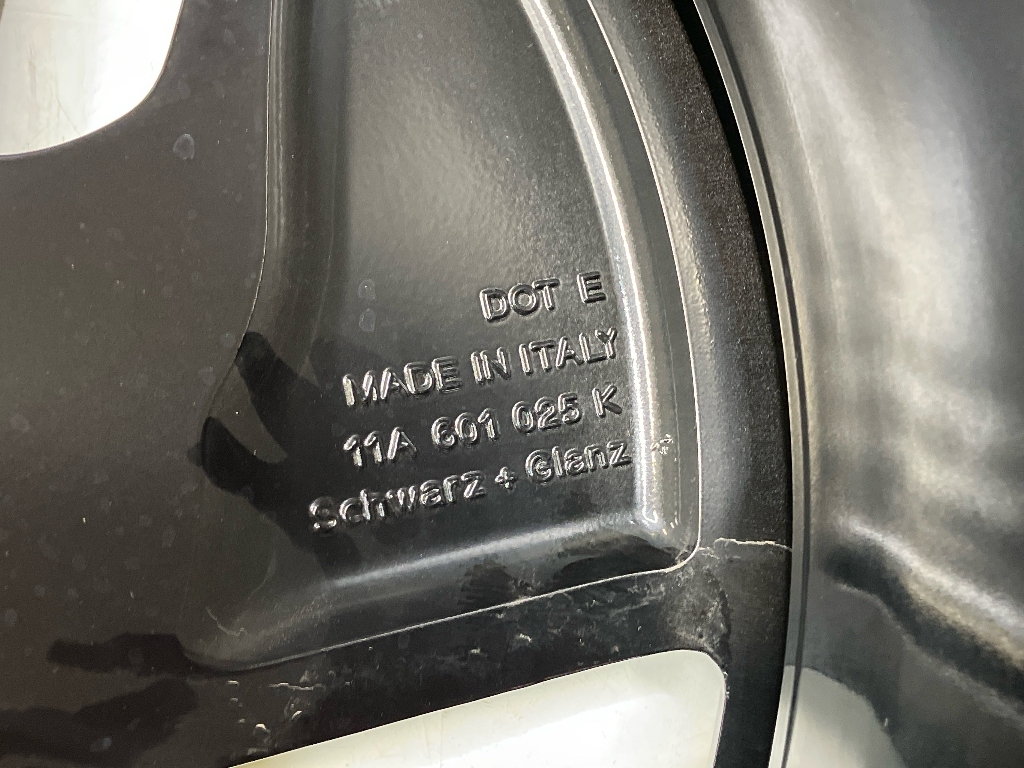 DOT E
MADE IN ITALY
11A 601 025 K
Schwarz + Glanz